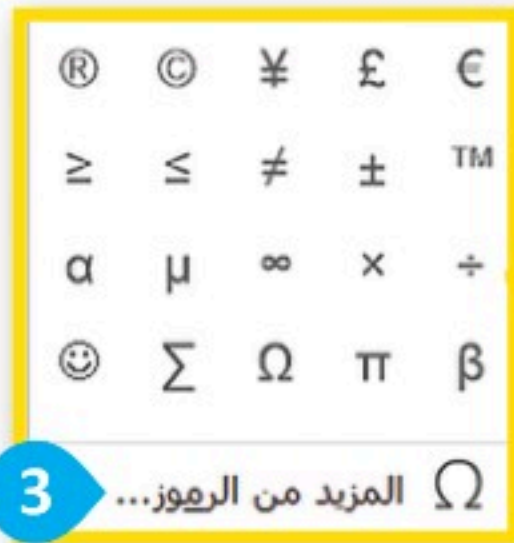 € £ ¥ © ®
™ ± ≠ ≤ ≥
÷ × ∞ µ α
β π Ω ∑ ☺
Ω المزيد من الرموز...
3